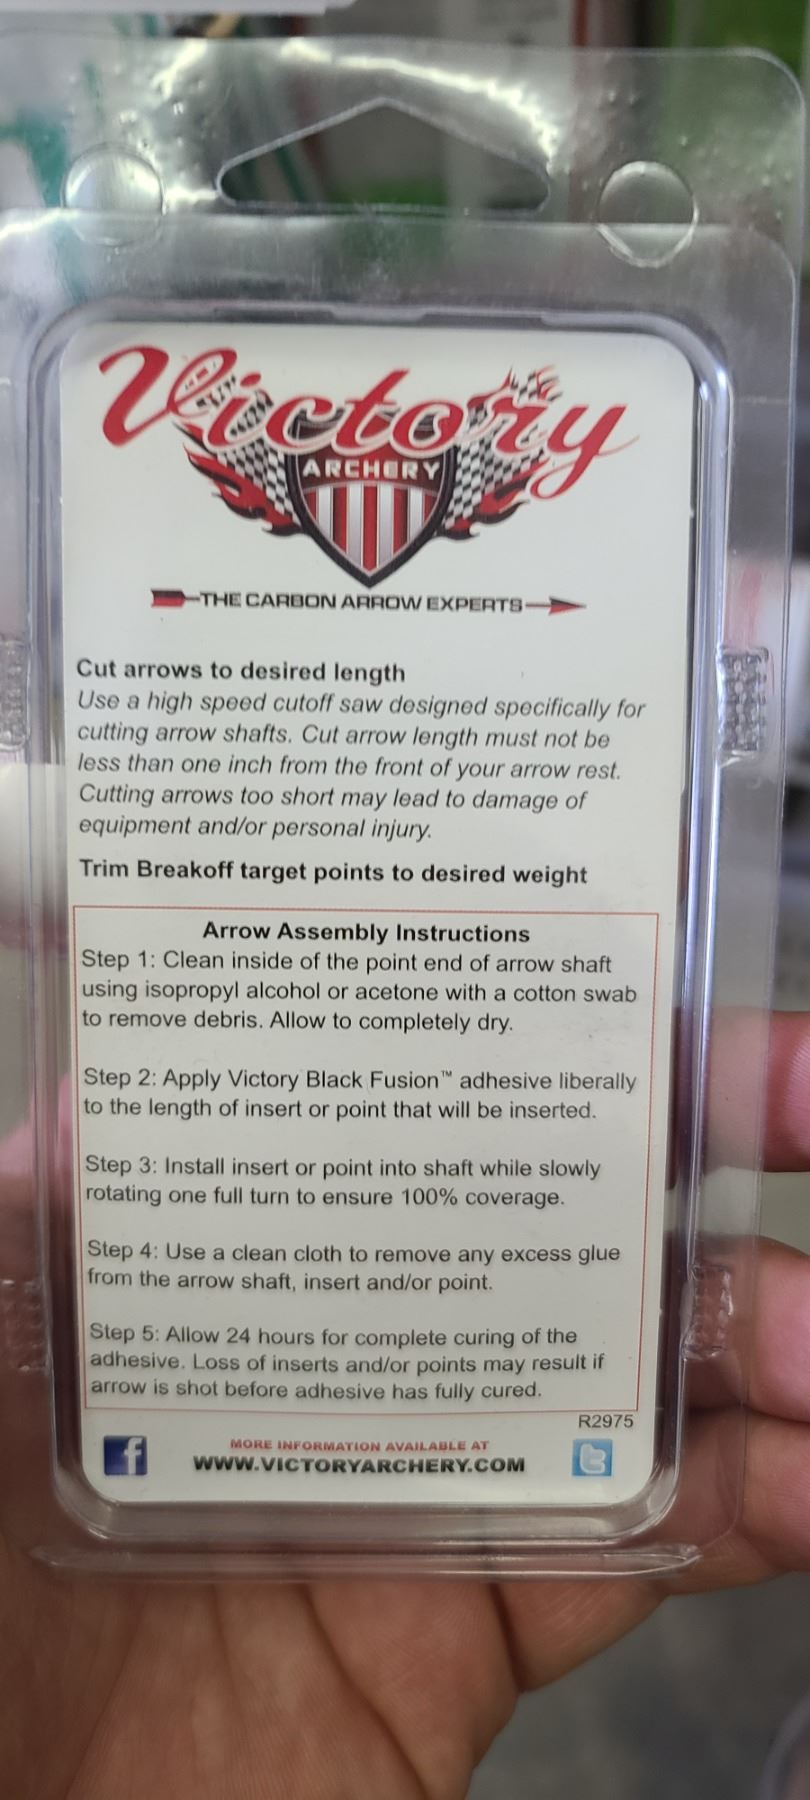 Victory
ARCHERY
THE CARBON ARROW EXPERTS
Cut arrows to desired length
Use a high speed cutoff saw designed specifically for
cutting arrow shafts. Cut arrow length must not be
less than one inch from the front of your arrow rest.
Cutting arrows too short may lead to damage of
equipment and/or personal injury.
Trim Breakoff target points to desired weight
Arrow Assembly Instructions
Step 1: Clean inside of the point end of arrow shaft
using isopropyl alcohol or acetone with a cotton swab
to remove debris. Allow to completely dry.
Step 2: Apply Victory Black Fusion™ adhesive liberally
to the length of insert or point that will be inserted.
Step 3: Install insert or point into shaft while slowly
rotating one full turn to ensure 100% coverage.
Step 4: Use a clean cloth to remove any excess glue
from the arrow shaft, insert and/or point.
Step 5: Allow 24 hours for complete curing of the
adhesive. Loss of inserts and/or points may result if
arrow is shot before adhesive has fully cured.
R2975
MORE INFORMATION AVAILABLE AT
WWW.VICTORYARCHERY.COM